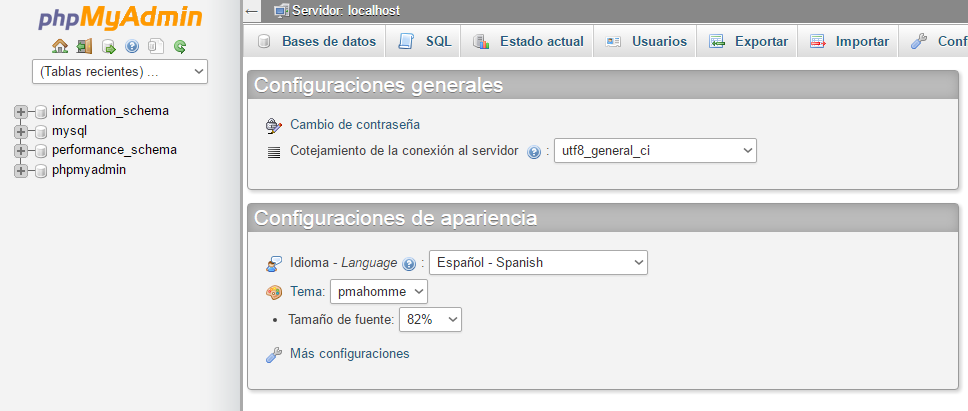 phpMyAdmin
(Tablas recientes) ...
information_schema
mysql
performance_schema
phpmyadmin
Servidor: localhost
Bases de datos SQL Estado actual Usuarios Exportar Importar Conf
Configuraciones generales
Cambio de contraseña
Cotejamiento de la conexión al servidor : utf8_general_ci
Configuraciones de apariencia
Idioma - Language : Español - Spanish
Tema: pmahomme
• Tamaño de fuente: 82%
Más configuraciones